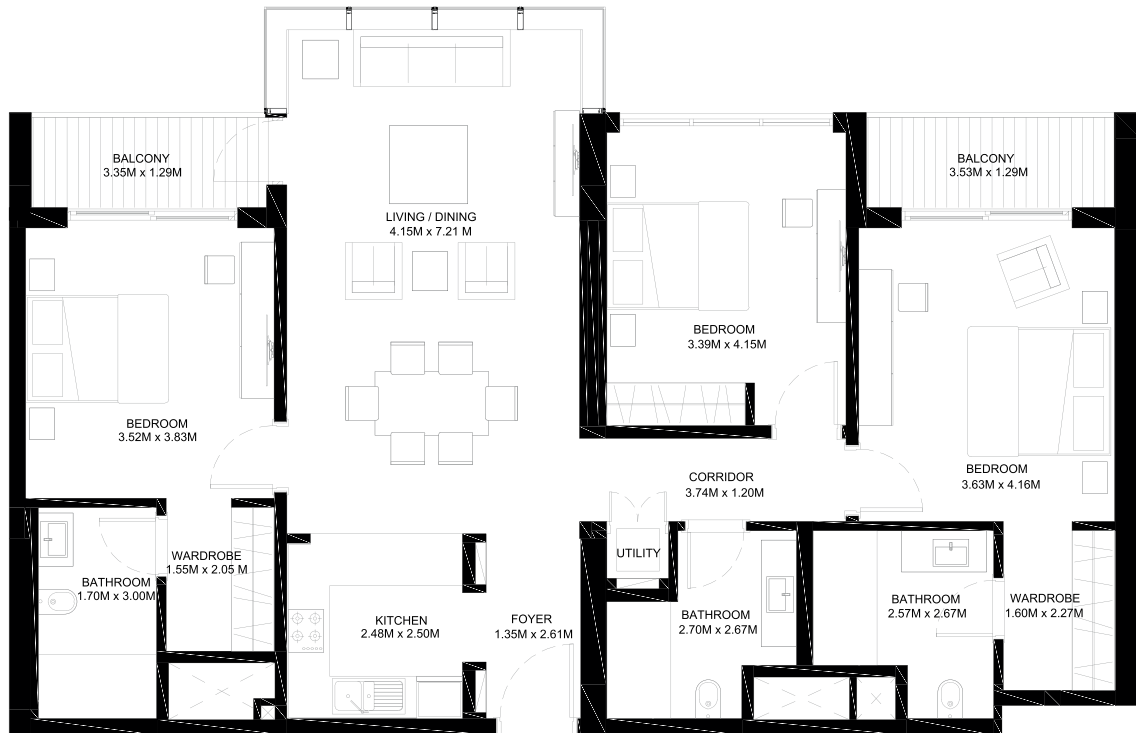 BALCONY
3.35M x 1.29M
LIVING / DINING
4.15M x 7.21 M
BALCONY
3.53M x 1.29M
BEDROOM
3.39M x 4.15M
BEDROOM
3.52M x 3.83M
BEDROOM
3.63M x 4.16M
CORRIDOR
3.74M x 1.20M
UTILITY
WARDROBE
1.55M x 2.05 M
BATHROOM
1.70M x 3.00M
KITCHEN
2.48M x 2.50M
FOYER
1.35M x 2.61M
BATHROOM
2.70M x 2.67M
BATHROOM
2.57M x 2.67M
WARDROBE
1.60M x 2.27M